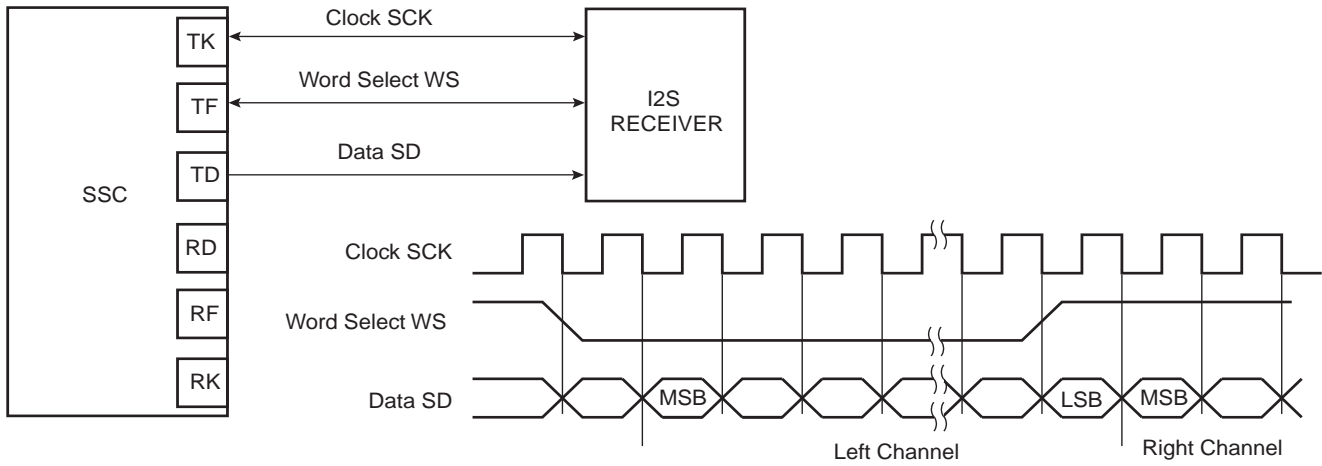 Clock SCK
TK
Word Select WS
TF
I2S
RECEIVER
Data SD
TD
SSC
RD
Clock SCK
RF
Word Select WS
RK
Data SD
MSB
LSB
MSB
Left Channel
Right Channel